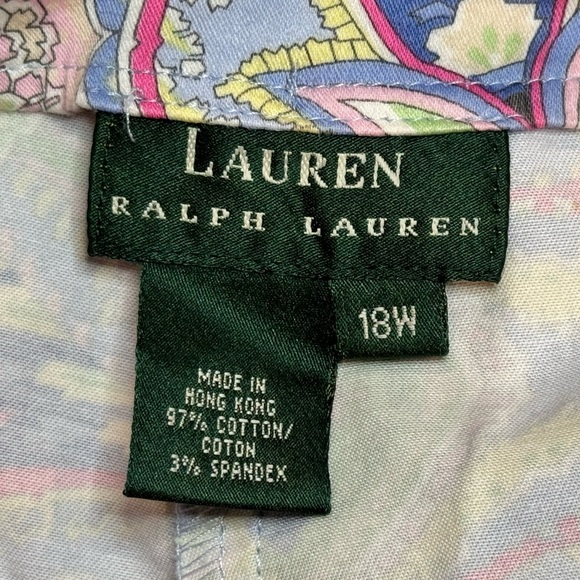 LAUREN
RALPH LAUREN
18W
MADE IN
HONG KONG
97% COTTON/
COTON
3% SPANDEX